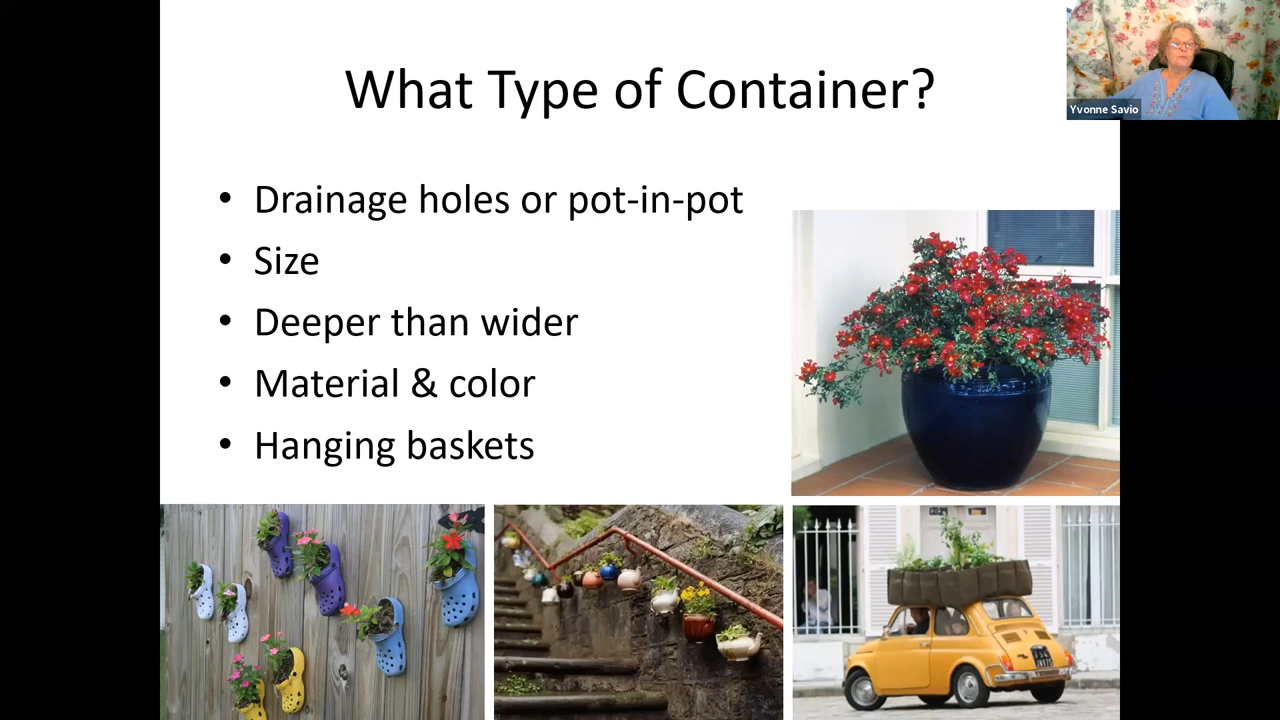 What Type of Container?
Yvonne Savio
• Drainage holes or pot-in-pot
• Size
• Deeper than wider
• Material & color
• Hanging baskets